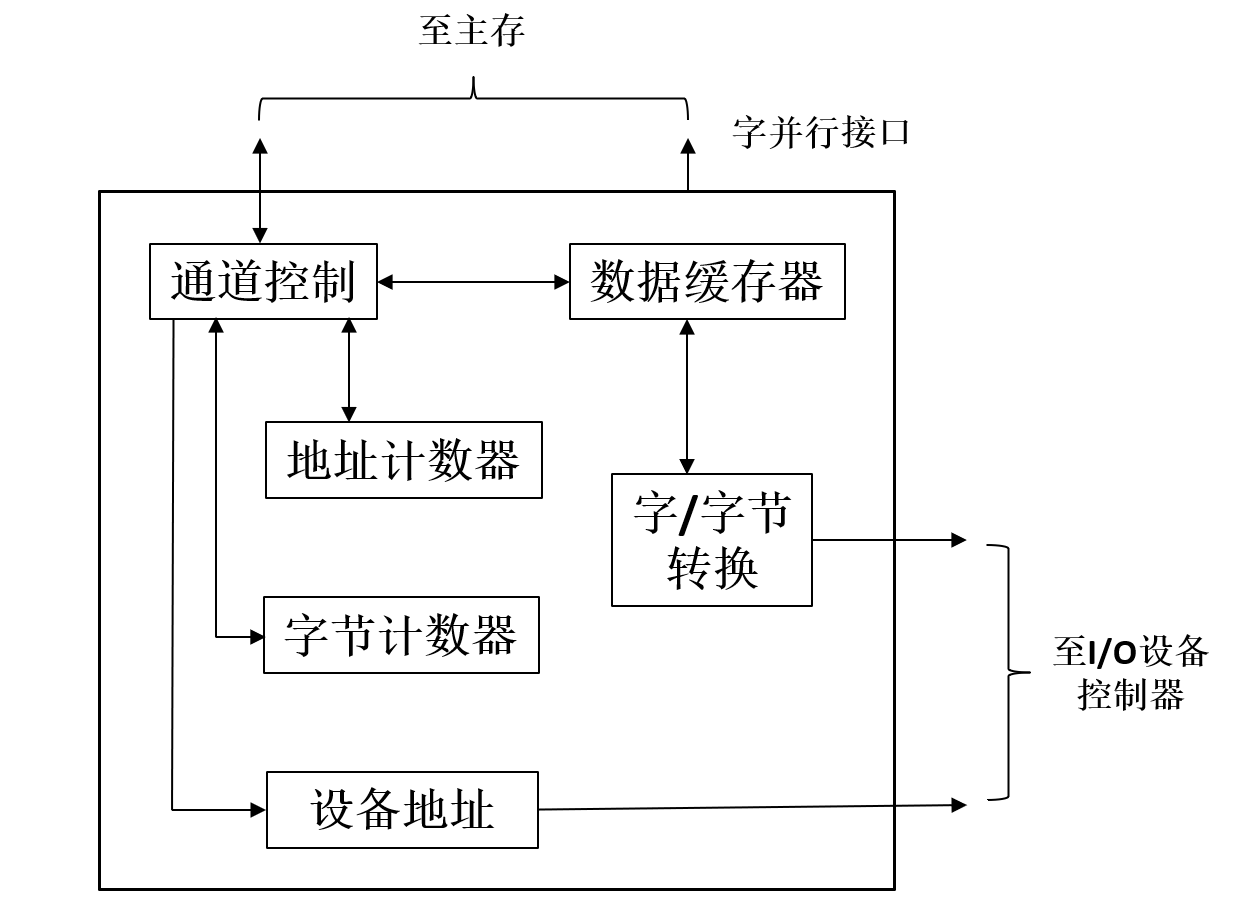 至主存
字并行接口
通道控制
数据缓存器
地址计数器
字/字节
转换
字节计数器
至I/O设备
控制器
设备地址